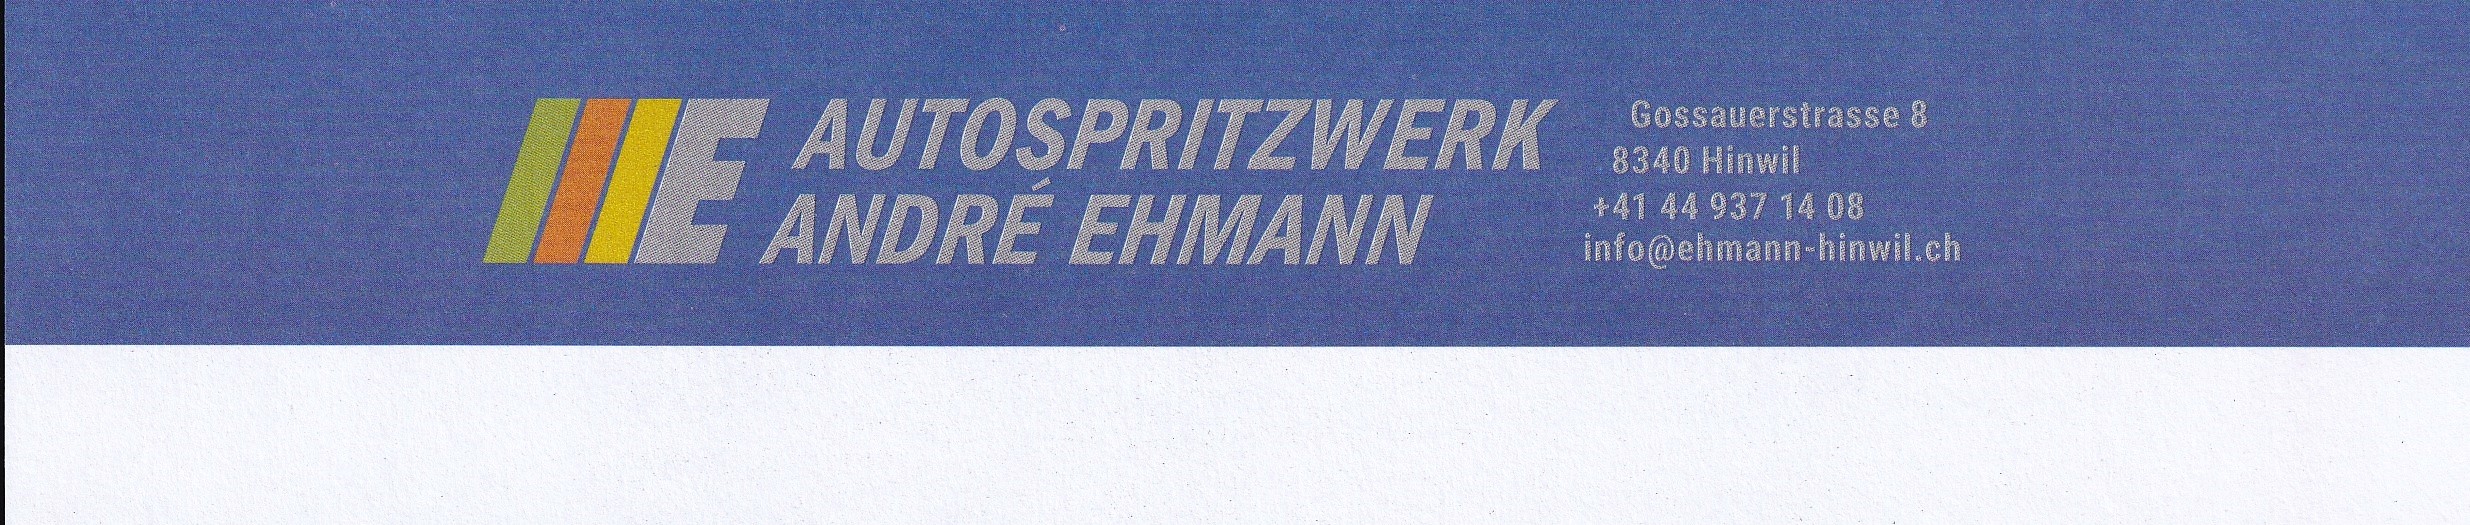 E AUTOSPRITZWERK
ANDRÉ EHMANN
Gossauerstrasse 8
8340 Hinwil
+41 44 937 14 08
info@ehmann-hinwil.ch